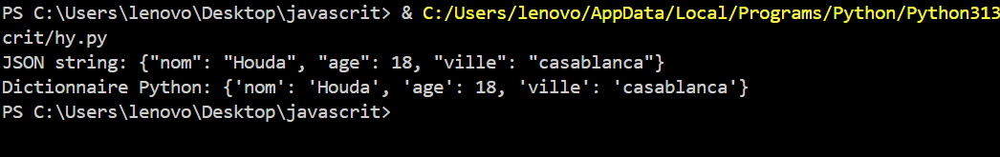 PS C:\Users\lenovo\Desktop\javascrit> & C:/Users/lenovo/AppData/Local/Programs/Python/Python313
crit/hy.py
JSON string: {"nom": "Houda", "age": 18, "ville": "casablanca"}
Dictionnaire Python: {'nom': 'Houda', 'age': 18, 'ville': 'casablanca'}
PS C:\Users\lenovo\Desktop\javascrit>